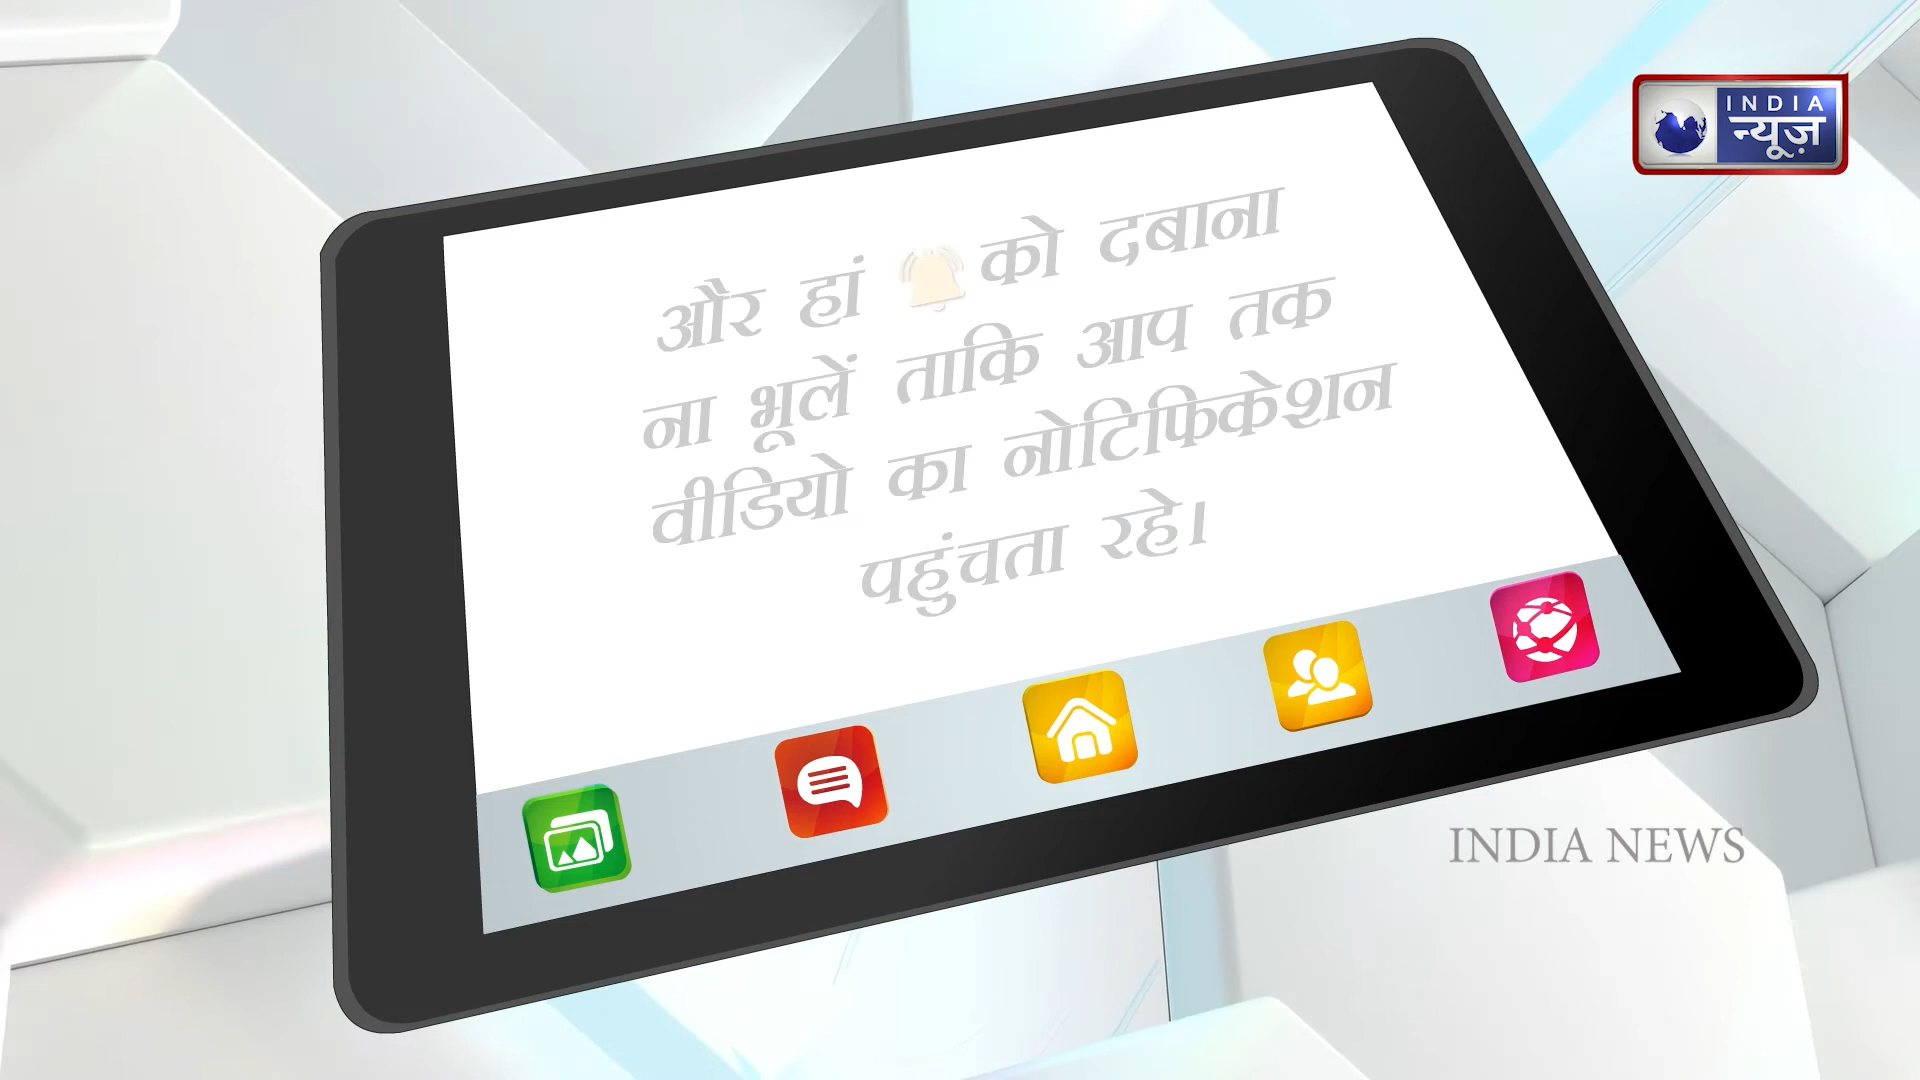 INDIA
न्यूज़
और हां 🔔 को दबाना
ना भूलें ताकि आप तक
वीडियो का नोटिफिकेशन
पहुंचता रहे।
INDIA NEWS